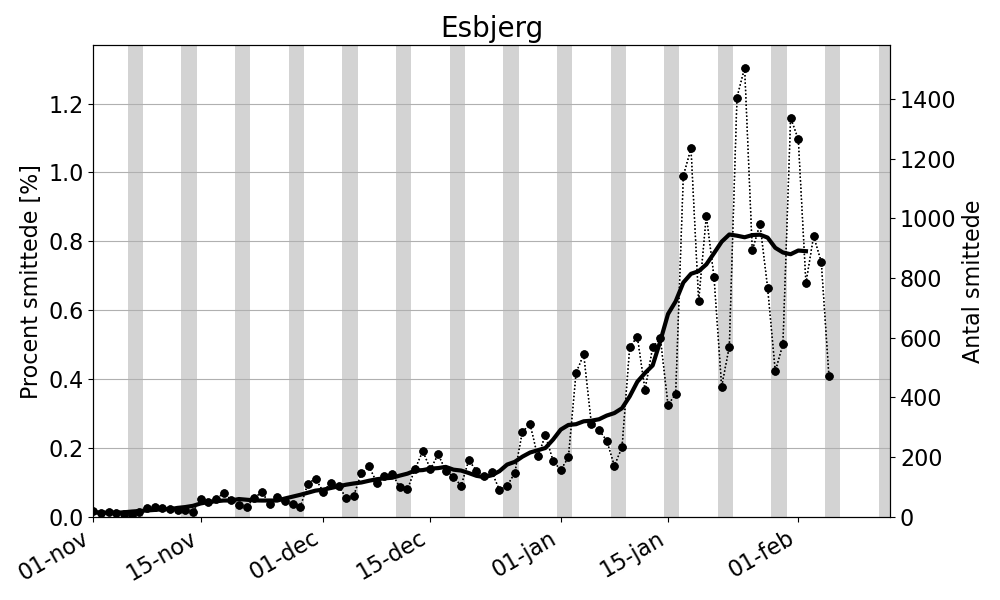 Esbjerg
Procent smittede [%]
1.2
1.0
0.8
0.6
0.4
0.2
0.0
1400
1200
1000
800
600
400
200
0
Antal smittede
01-nov
15-nov
01-dec
15-dec
01-jan
15-jan
01-feb